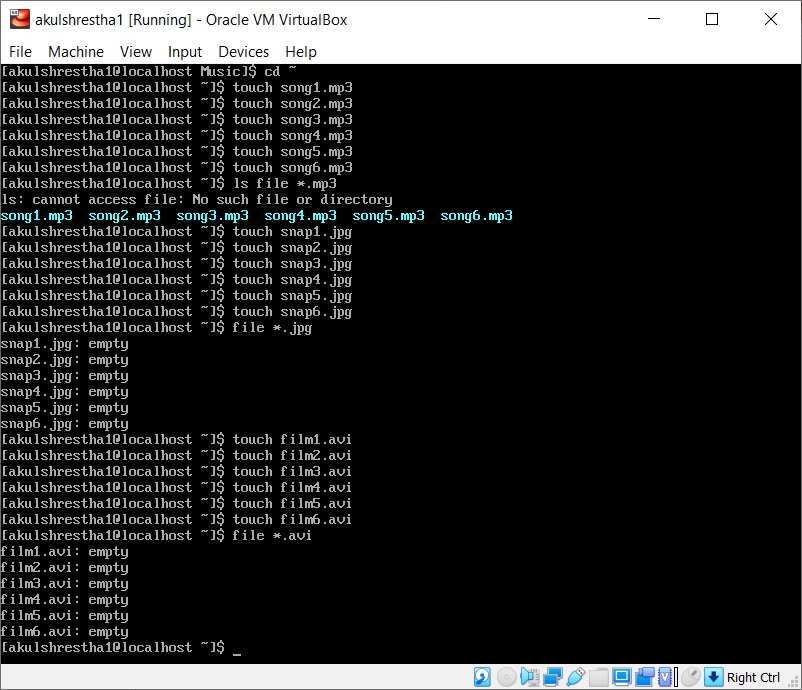 akulshrestha1 [Running] - Oracle VM VirtualBox
File Machine View Input Devices Help
[akulshrestha1@localhost Music]$ cd ~
[akulshrestha1@localhost ~]$ touch song1.mp3
[akulshrestha1@localhost ~]$ touch song2.mp3
[akulshrestha1@localhost ~]$ touch song3.mp3
[akulshrestha1@localhost ~]$ touch song4.mp3
[akulshrestha1@localhost ~]$ touch song5.mp3
[akulshrestha1@localhost ~]$ touch song6.mp3
[akulshrestha1@localhost ~]$ ls file *.mp3
ls: cannot access file: No such file or directory
song1.mp3 song2.mp3 song3.mp3 song4.mp3 song5.mp3 song6.mp3
[akulshrestha1@localhost ~]$ touch snap1.jpg
[akulshrestha1@localhost ~]$ touch snap2.jpg
[akulshrestha1@localhost ~]$ touch snap3.jpg
[akulshrestha1@localhost ~]$ touch snap4.jpg
[akulshrestha1@localhost ~]$ touch snap5.jpg
[akulshrestha1@localhost ~]$ touch snap6.jpg
[akulshrestha1@localhost ~]$ file *.jpg
snap1.jpg: empty
snap2.jpg: empty
snap3.jpg: empty
snap4.jpg: empty
snap5.jpg: empty
snap6.jpg: empty
[akulshrestha1@localhost ~]$ touch film1.avi
[akulshrestha1@localhost ~]$ touch film2.avi
[akulshrestha1@localhost ~]$ touch film3.avi
[akulshrestha1@localhost ~]$ touch film4.avi
[akulshrestha1@localhost ~]$ touch film5.avi
[akulshrestha1@localhost ~]$ touch film6.avi
[akulshrestha1@localhost ~]$ file *.avi
film1.avi: empty
film2.avi: empty
film3.avi: empty
film4.avi: empty
film5.avi: empty
film6.avi: empty
[akulshrestha1@localhost ~]$ _
Right Ctrl